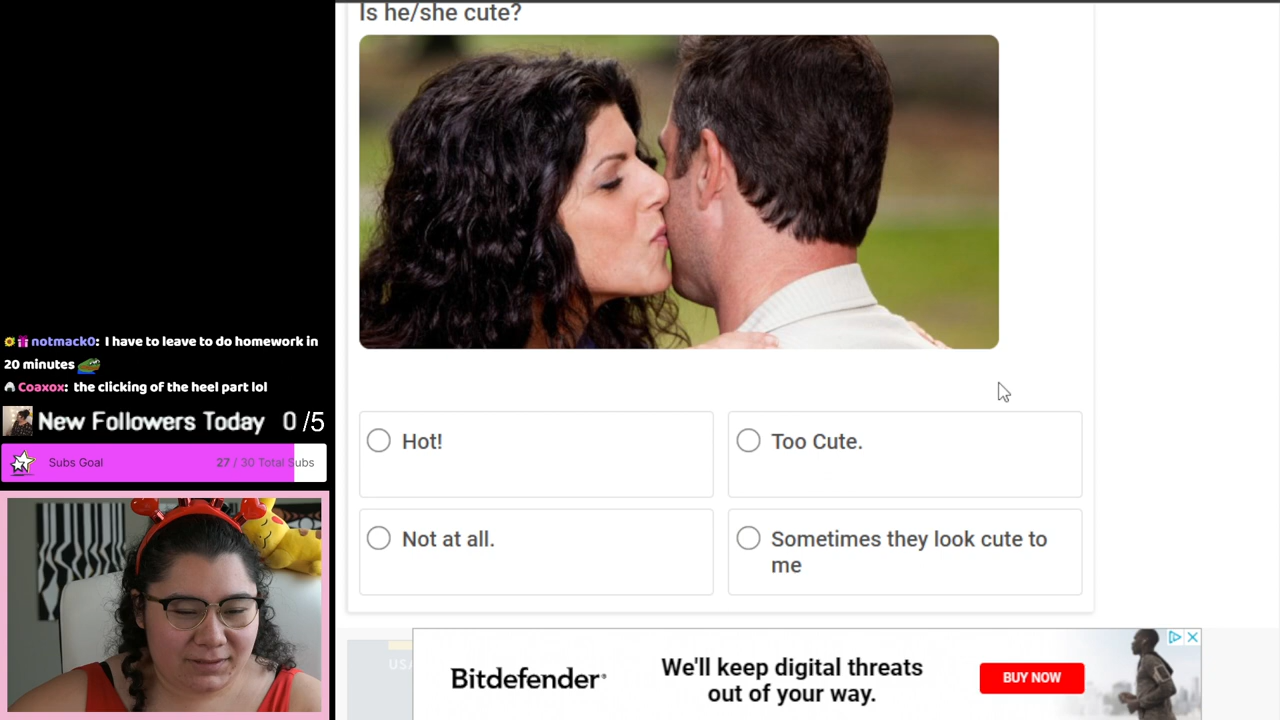 Is he/she cute?
notmack0: I have to leave to do homework in
20 minutes
Coaxox: the clicking of the heel part lol
New Followers Today 0 /5
Subs Goal 27 / 30 Total Subs
Hot!
Too Cute.
Not at all.
Sometimes they look cute to
me
USA
Bitdefender
We'll keep digital threats
out of your way.
BUY NOW